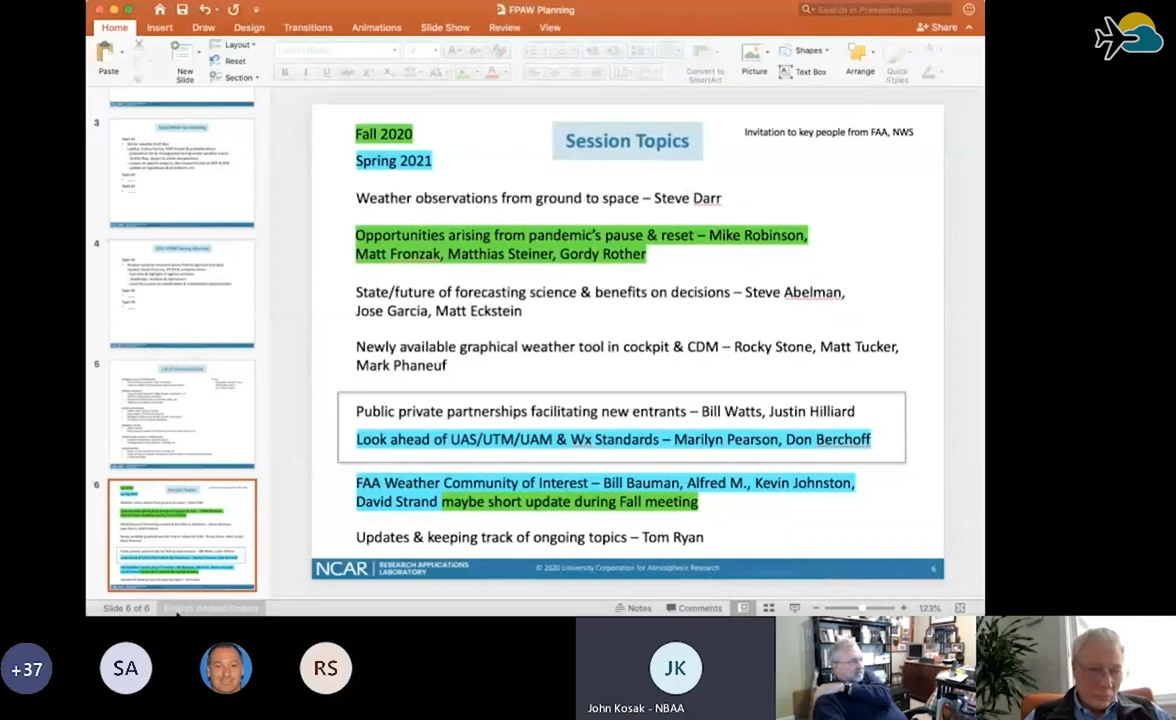 FPAW Planning
Search in Presentation
Home Insert Draw Design Transitions Animations Slide Show Review View
Share
Paste
New Slide
Layout
Reset
Section
Convert to SmartArt
Picture
Shapes
Text Box
Arrange
Quick Styles
3
4
5
6
Fall 2020
Spring 2021
Session Topics
Invitation to key people from FAA, NWS
Weather observations from ground to space – Steve Darr
Opportunities arising from pandemic's pause & reset – Mike Robinson,
Matt Fronzak, Matthias Steiner, Gordy Rother
State/future of forecasting science & benefits on decisions – Steve Abelman,
Jose Garcia, Matt Eckstein
Newly available graphical weather tool in cockpit & CDM – Rocky Stone, Matt Tucker,
Mark Phaneuf
Public private partnerships facilitating new entrants – Bill Watts, Justin Hilliard
Look ahead of UAS/UTM/UAM & Wx Standards – Marilyn Pearson, Don Berchoff
FAA Weather Community of Interest – Bill Bauman, Alfred M., Kevin Johnston,
David Strand maybe short update during Fall meeting
Updates & keeping track of ongoing topics – Tom Ryan
NCAR RESEARCH APPLICATIONS
LABORATORY
© 2020 University Corporation for Atmospheric Research
6
Slide 6 of 6
English (United States)
Notes Comments
123%
+37
SA
RS
JK
John Kosak - NBAA